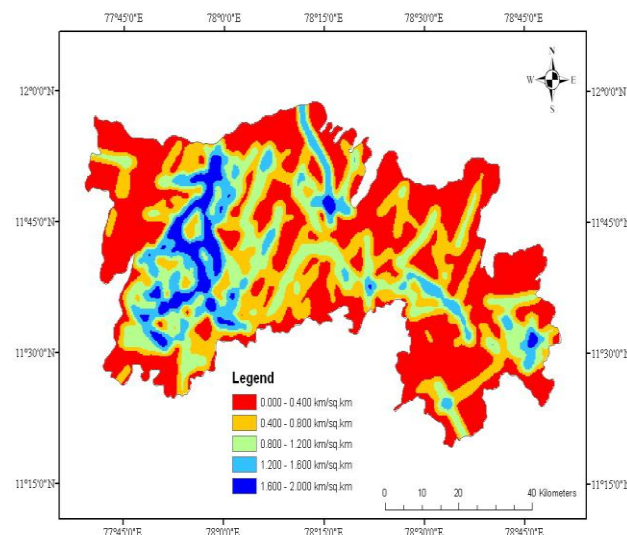 77°45'0"E 78°0'0"E 78°15'0"E 78°30'0"E 78°45'0"E
N
W E
S
12°0'0"N 12°0'0"N
11°45'0"N 11°45'0"N
11°30'0"N 11°30'0"N
Legend
0.000 - 0.400 km/sq.km
0.400 - 0.800 km/sq.km
0.800 - 1.200 km/sq.km
1.200 - 1.600 km/sq.km
1.600 - 2.000 km/sq.km
11°15'0"N 11°15'0"N
0 10 20 40 Kilometers
77°45'0"E 78°0'0"E 78°15'0"E 78°30'0"E 78°45'0"E